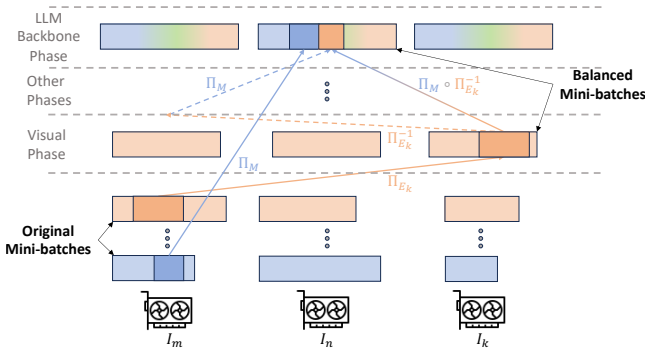 LLM
Backbone
Phase
Π_M
Π_M ∘ Π_{E_k}^{-1}
Other
Phases
Balanced
Mini-batches
Visual
Phase
Π_{E_k}^{-1}
Π_M
Π_{E_k}
Original
Mini-batches
I_m
I_n
I_k